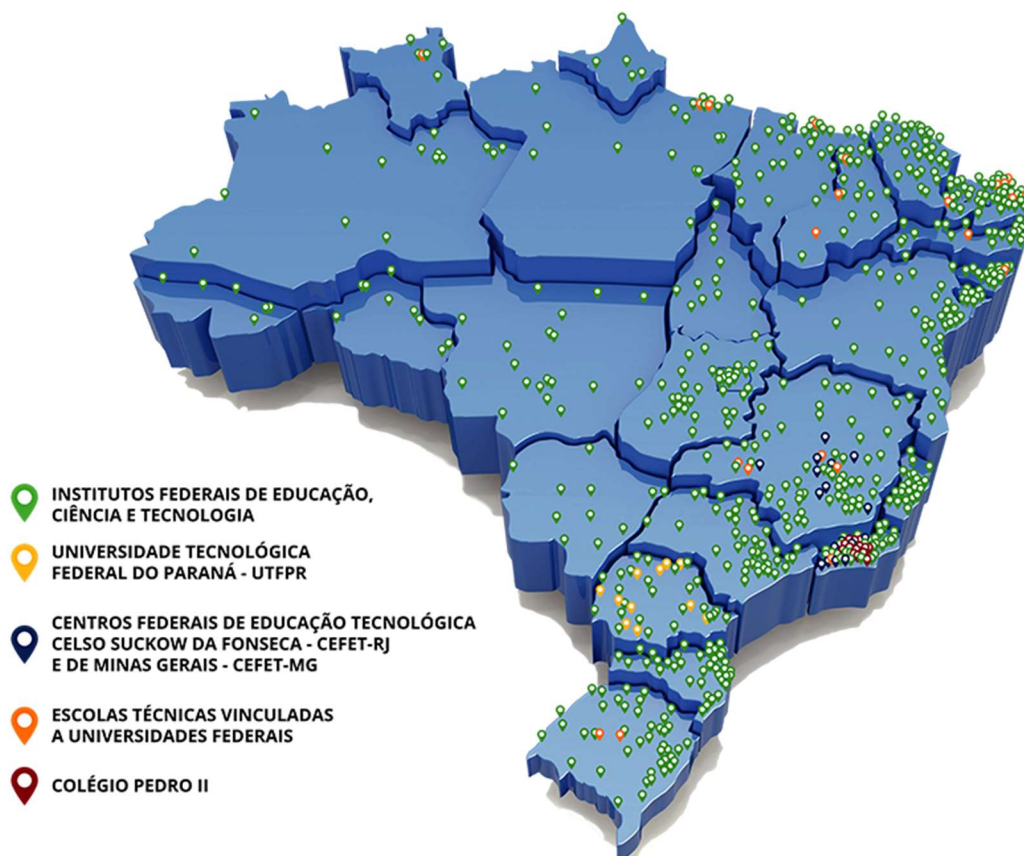 INSTITUTOS FEDERAIS DE EDUCAÇÃO,
CIÊNCIA E TECNOLOGIA
UNIVERSIDADE TECNOLÓGICA
FEDERAL DO PARANÁ - UTFPR
CENTROS FEDERAIS DE EDUCAÇÃO TECNOLÓGICA
CELSO SUCKOW DA FONSECA - CEFET-RJ
E DE MINAS GERAIS - CEFET-MG
ESCOLAS TÉCNICAS VINCULADAS
A UNIVERSIDADES FEDERAIS
COLÉGIO PEDRO II